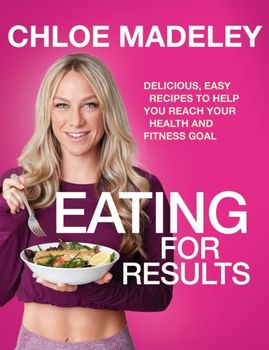 CHLOE MADELEY
DELICIOUS, EASY
RECIPES TO HELP
YOU REACH YOUR
HEALTH AND
FITNESS GOAL
EATING
FOR
RESULTS